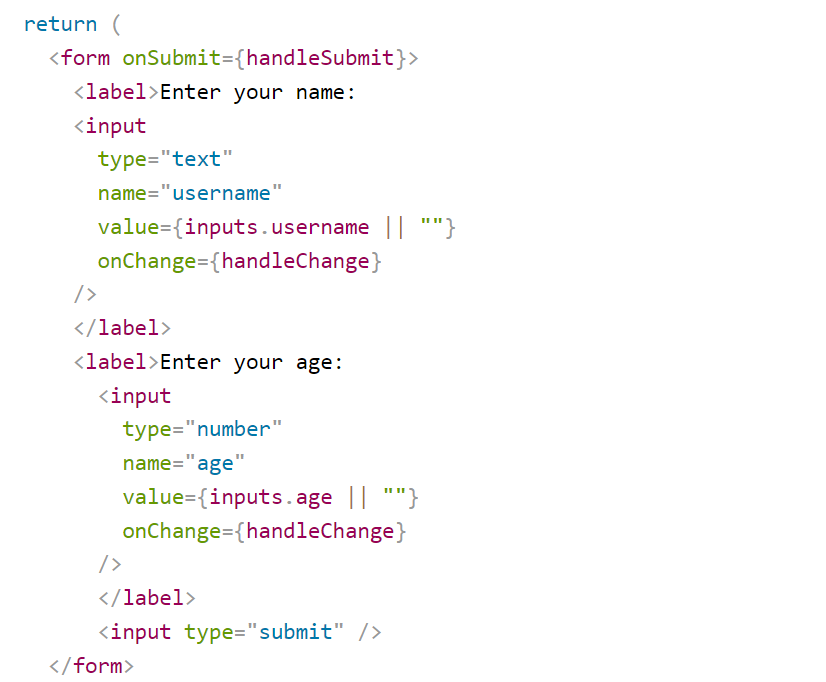 return (
  <form onSubmit={handleSubmit}>
    <label>Enter your name:
    <input
      type="text"
      name="username"
      value={inputs.username || ""}
      onChange={handleChange}
    />
    </label>
    <label>Enter your age:
      <input
        type="number"
        name="age"
        value={inputs.age || ""}
        onChange={handleChange}
      />
      </label>
      <input type="submit" />
  </form>